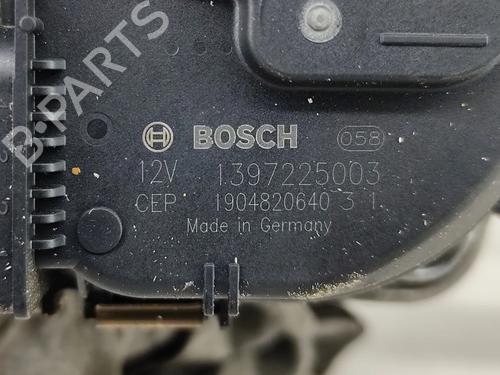 B-PARTS
BOSCH 058
12V 1397225003
CEP 1904820640 3 1
Made in Germany